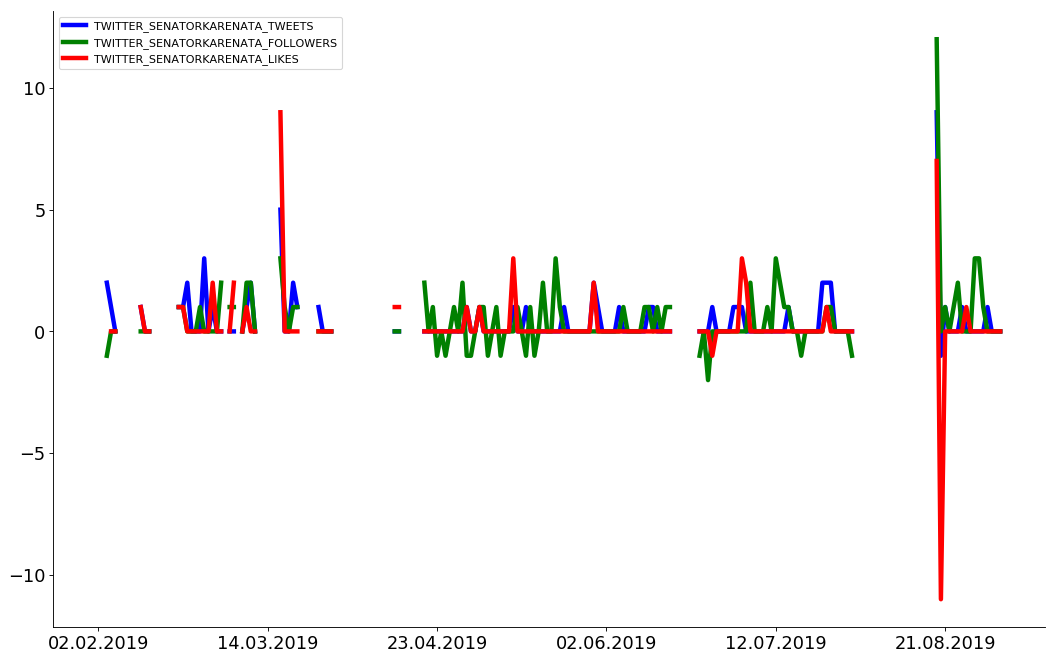 TWITTER_SENATORKARENATA_TWEETS
TWITTER_SENATORKARENATA_FOLLOWERS
TWITTER_SENATORKARENATA_LIKES
10
5
0
−5
−10
02.02.2019 14.03.2019 23.04.2019 02.06.2019 12.07.2019 21.08.2019